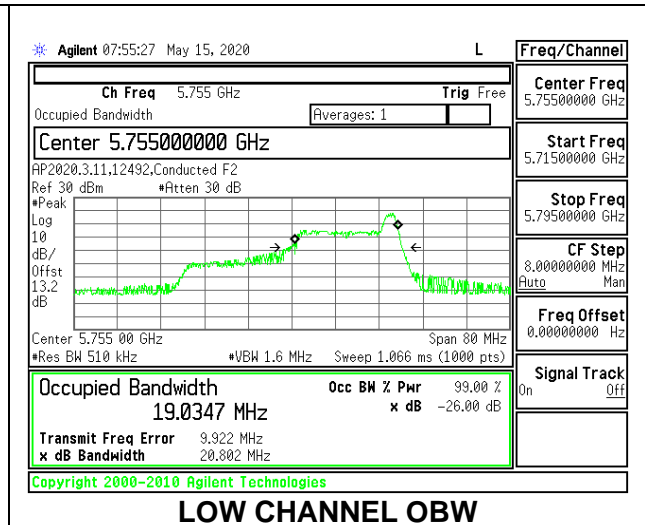 Agilent 07:55:27 May 15, 2020 L Freq/Channel
Ch Freq 5.755 GHz Trig Free
Occupied Bandwidth Averages: 1
Center 5.755000000 GHz
AP2020.3.11,12492,Conducted F2
Ref 30 dBm #Atten 30 dB
#Peak
Log
10
dB/
Offst
13.2
dB
Center 5.755 00 GHz Span 80 MHz
#Res BW 510 kHz #VBW 1.6 MHz Sweep 1.066 ms (1000 pts)
Occupied Bandwidth Occ BW % Pwr 99.00 %
19.0347 MHz x dB -26.00 dB
Transmit Freq Error 9.922 MHz
x dB Bandwidth 20.802 MHz
Copyright 2000-2010 Agilent Technologies
Center Freq
5.75500000 GHz
Start Freq
5.71500000 GHz
Stop Freq
5.79500000 GHz
CF Step
8.00000000 MHz
Auto Man
Freq Offset
0.00000000 Hz
Signal Track
On Off
LOW CHANNEL OBW